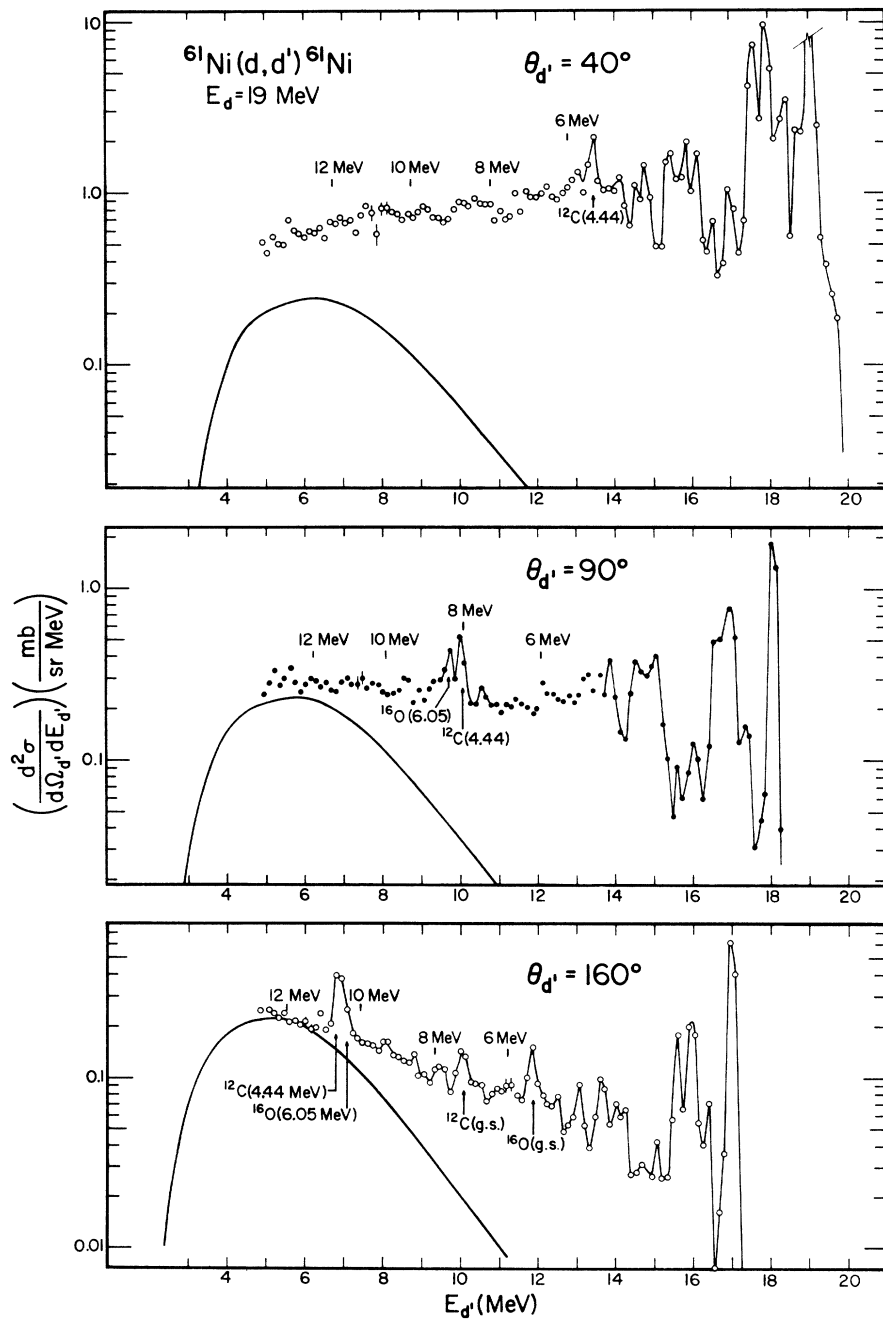 10
1.0
0.1
⁶¹Ni(d,d')⁶¹Ni
E_d = 19 MeV
θ_d' = 40°
12 MeV
10 MeV
8 MeV
6 MeV
¹²C(4.44)
4 6 8 10 12 14 16 18 20
(d²σ / dΩ_d' dE_d') (mb / sr MeV)
1.0
0.1
θ_d' = 90°
12 MeV
10 MeV
8 MeV
6 MeV
¹⁶O(6.05)
¹²C(4.44)
4 6 8 10 12 14 16 18 20
0.1
0.01
θ_d' = 160°
12 MeV
10 MeV
8 MeV
6 MeV
¹²C(4.44 MeV)
¹⁶O(6.05 MeV)
¹²C(g.s.)
¹⁶O(g.s.)
4 6 8 10 12 14 16 18 20
E_d' (MeV)